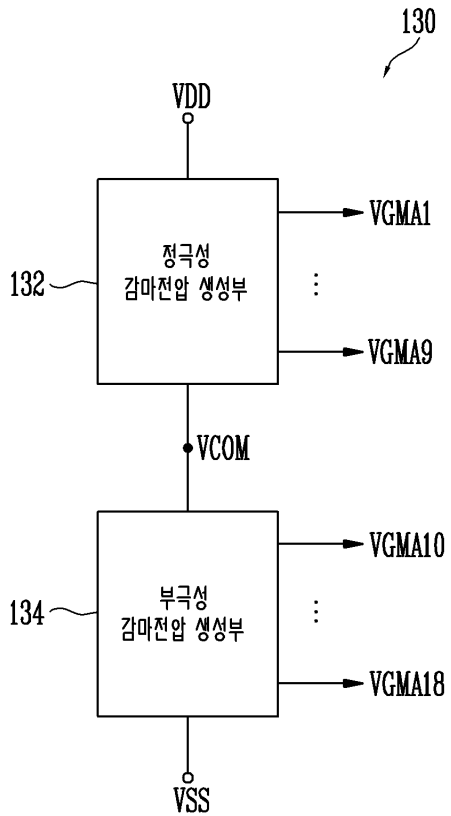 130
VDD
정극성
감마전압 생성부
132
VGMA1
⋮
VGMA9
VCOM
부극성
감마전압 생성부
134
VGMA10
⋮
VGMA18
VSS